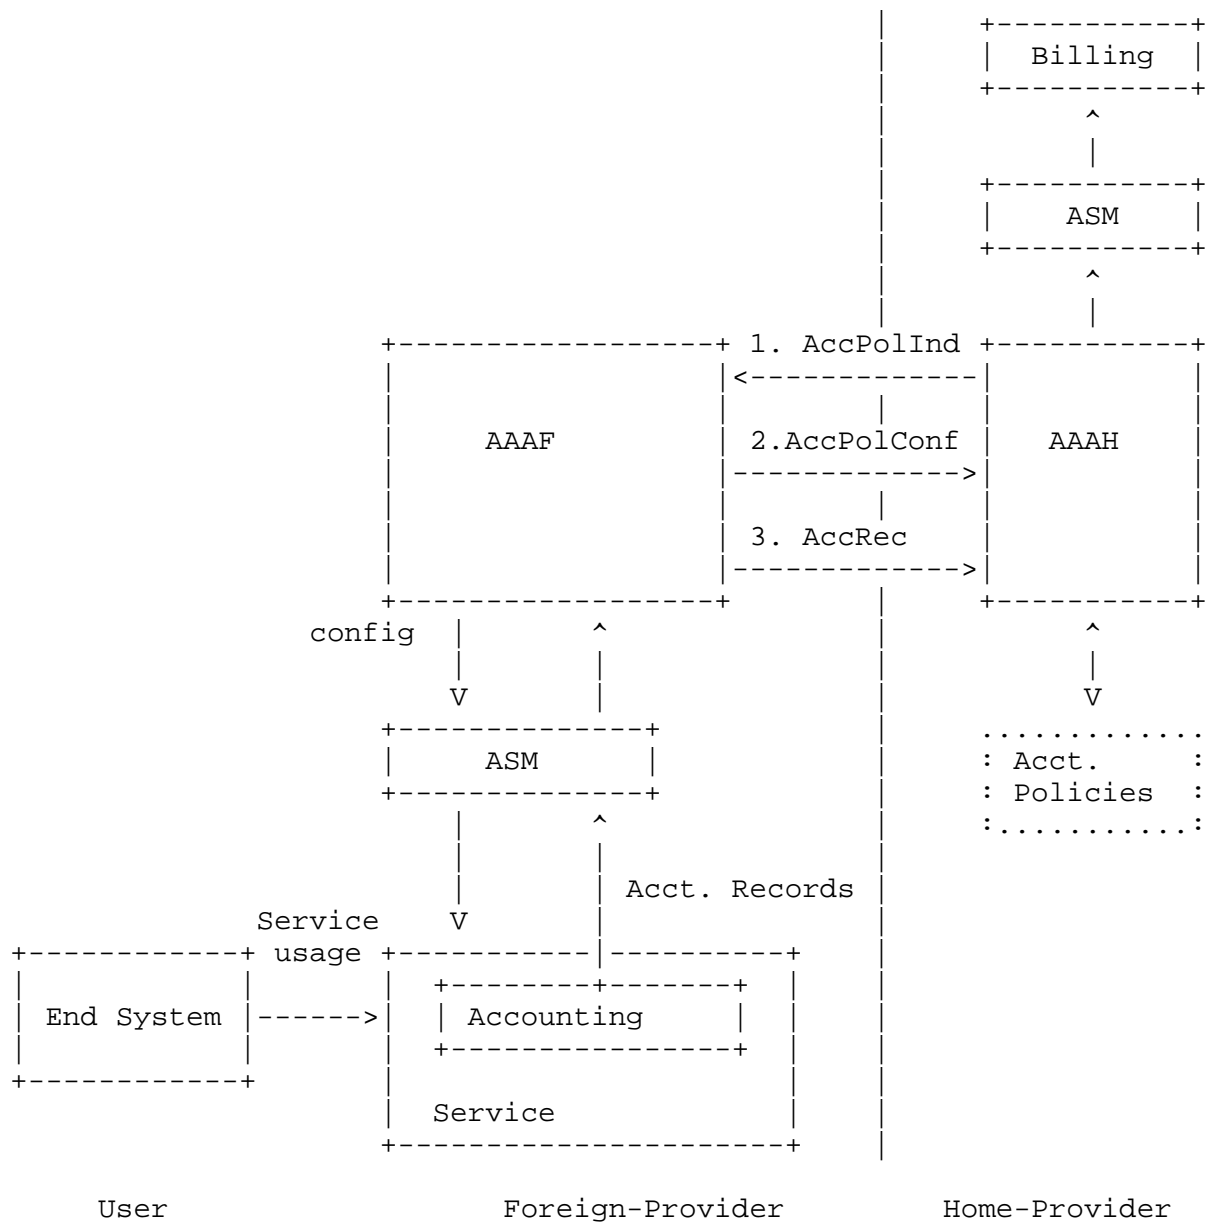 Billing
ASM
1. AccPolInd
AAAF
2.AccPolConf
AAAH
3. AccRec
config
ASM
Acct.
Policies
Acct. Records
Service
usage
End System
Accounting
Service
User
Foreign-Provider
Home-Provider